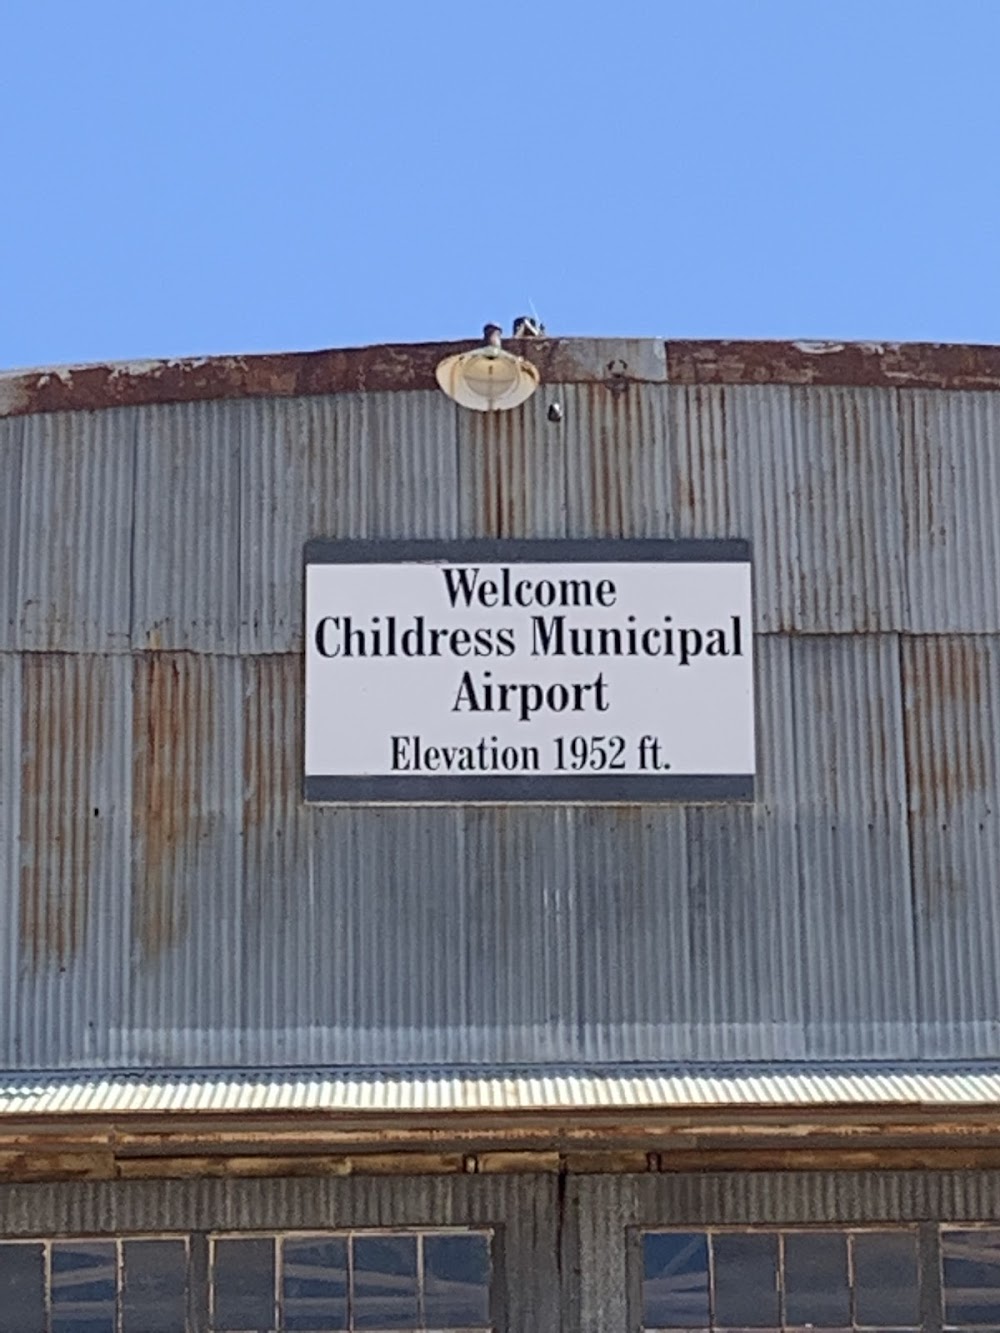 Welcome
Childress Municipal
Airport
Elevation 1952 ft.